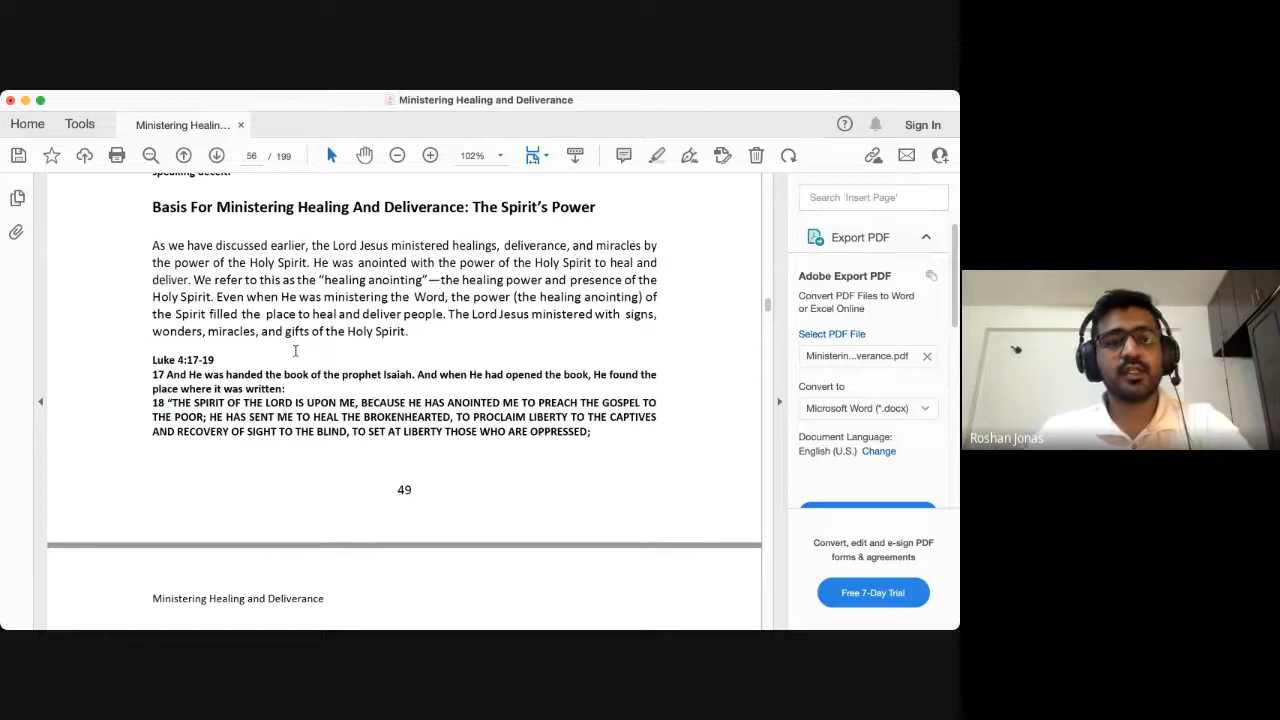 Ministering Healing and Deliverance
Home
Tools
Ministering Healin...
Sign In
56 / 199
102%
speaking deceit.
Search 'Insert Page'
Basis For Ministering Healing And Deliverance: The Spirit's Power
Export PDF
As we have discussed earlier, the Lord Jesus ministered healings, deliverance, and miracles by
the power of the Holy Spirit. He was anointed with the power of the Holy Spirit to heal and
deliver. We refer to this as the “healing anointing”—the healing power and presence of the
Holy Spirit. Even when He was ministering the Word, the power (the healing anointing) of
the Spirit filled the place to heal and deliver people. The Lord Jesus ministered with signs,
wonders, miracles, and gifts of the Holy Spirit.
Adobe Export PDF
Convert PDF Files to Word
or Excel Online
Select PDF File
Ministerin...verance.pdf
Luke 4:17-19
17 And He was handed the book of the prophet Isaiah. And when He had opened the book, He found the
place where it was written:
18 “THE SPIRIT OF THE LORD IS UPON ME, BECAUSE HE HAS ANOINTED ME TO PREACH THE GOSPEL TO
THE POOR; HE HAS SENT ME TO HEAL THE BROKENHEARTED, TO PROCLAIM LIBERTY TO THE CAPTIVES
AND RECOVERY OF SIGHT TO THE BLIND, TO SET AT LIBERTY THOSE WHO ARE OPPRESSED;
Convert to
Microsoft Word (*.docx)
Document Language:
English (U.S.) Change
49
Convert, edit and e-sign PDF
forms & agreements
Free 7-Day Trial
Ministering Healing and Deliverance
Roshan Jonas